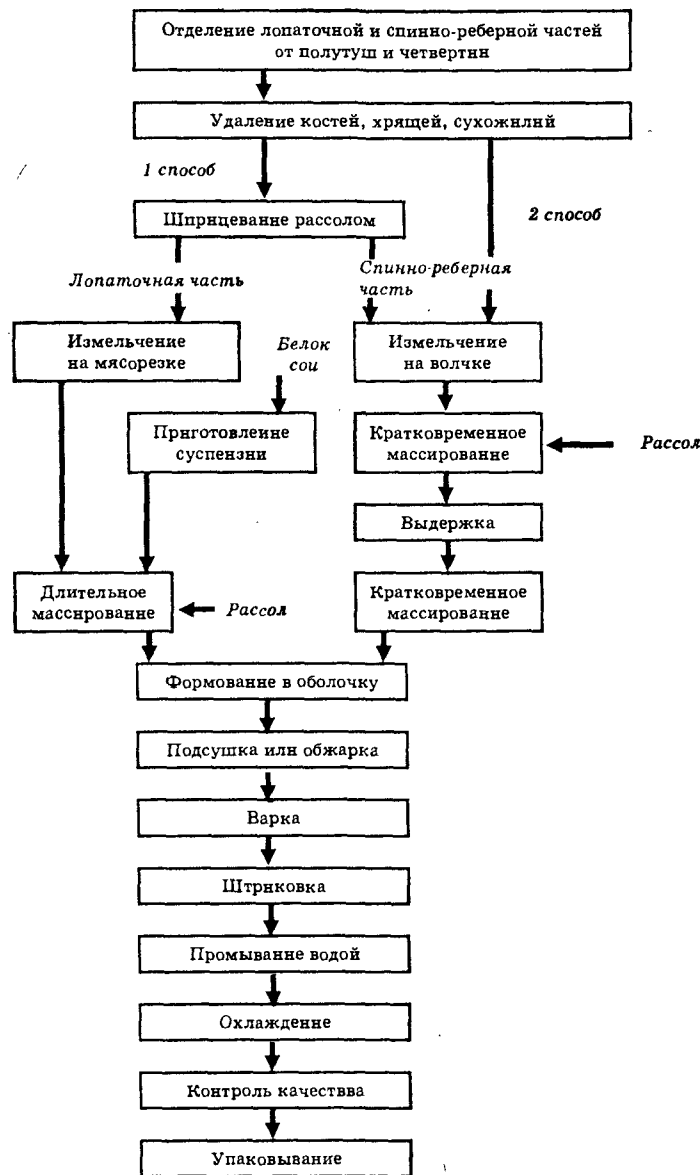 Отделение лопаточной и спинно-реберной частей
от полутуш и четвертин
Удаление костей, хрящей, сухожилий
1 способ
2 способ
Шприцевание рассолом
Лопаточная часть
Спинно-реберная
часть
Измельчение
на мясорезке
Белок
сои
Измельчение
на волчке
Приготовление
суспензии
Кратковременное
массирование
Рассол
Выдержка
Длительное
массирование
Рассол
Кратковременное
массирование
Формование в оболочку
Подсушка или обжарка
Варка
Штриковка
Промывание водой
Охлаждение
Контроль качествва
Упаковывание